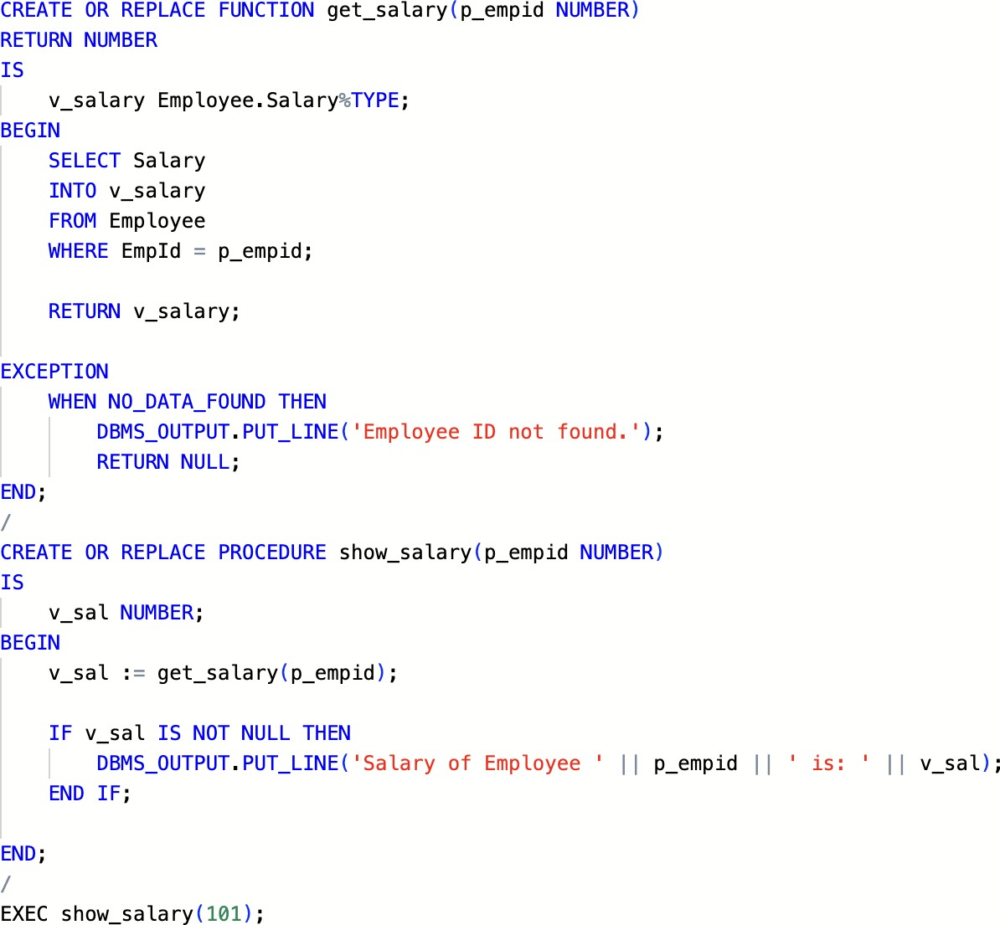 CREATE OR REPLACE FUNCTION get_salary(p_empid NUMBER)
RETURN NUMBER
IS
    v_salary Employee.Salary%TYPE;
BEGIN
    SELECT Salary
    INTO v_salary
    FROM Employee
    WHERE EmpId = p_empid;

    RETURN v_salary;

EXCEPTION
    WHEN NO_DATA_FOUND THEN
        DBMS_OUTPUT.PUT_LINE('Employee ID not found.');
        RETURN NULL;
END;
/
CREATE OR REPLACE PROCEDURE show_salary(p_empid NUMBER)
IS
    v_sal NUMBER;
BEGIN
    v_sal := get_salary(p_empid);

    IF v_sal IS NOT NULL THEN
        DBMS_OUTPUT.PUT_LINE('Salary of Employee ' || p_empid || ' is: ' || v_sal);
    END IF;

END;
/
EXEC show_salary(101);